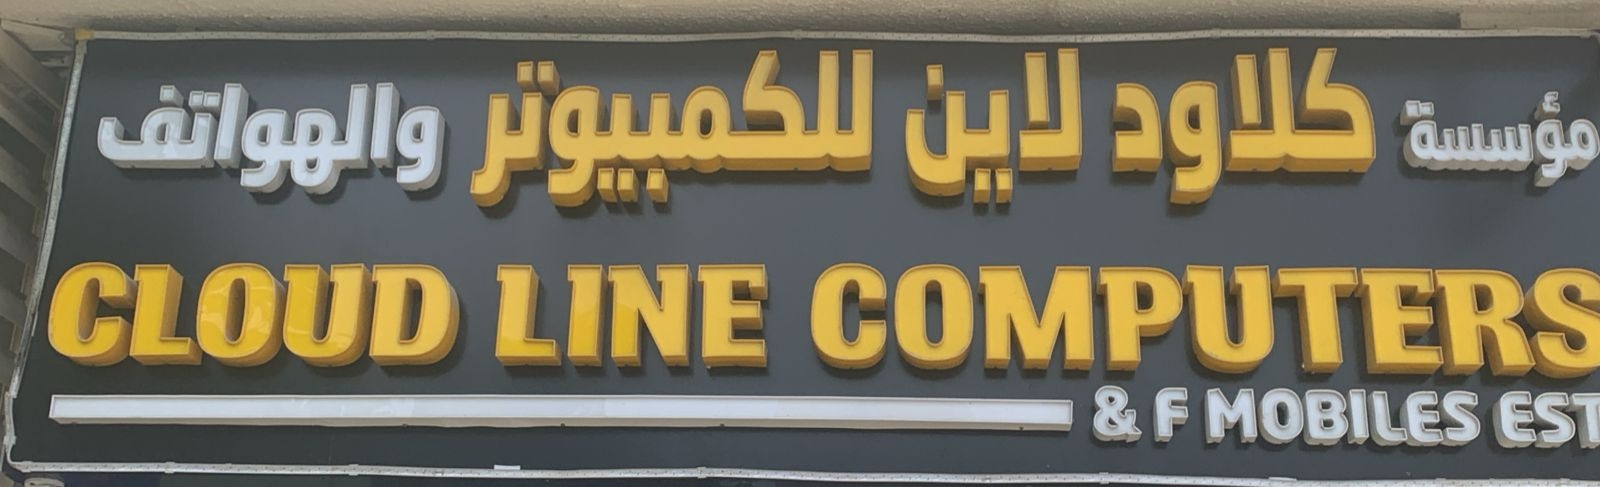 مؤسسة كلاود لاين للكمبيوتر والهواتف
CLOUD LINE COMPUTERS
& F MOBILES EST